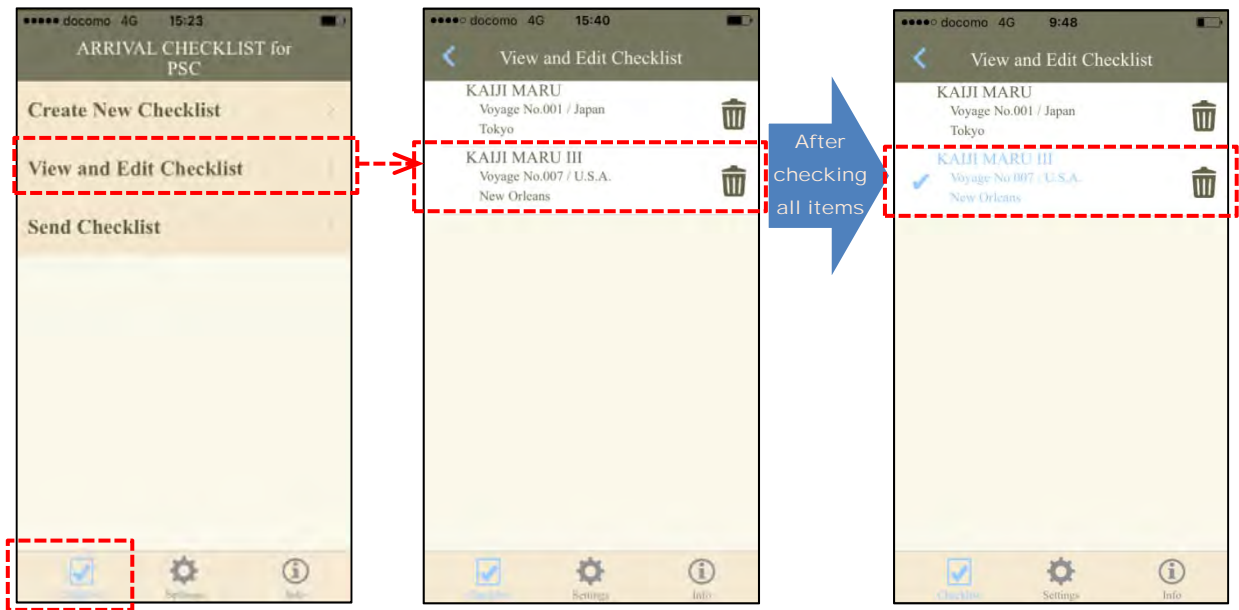 docomo 4G 15:23
ARRIVAL CHECKLIST for
PSC
Create New Checklist
View and Edit Checklist
Send Checklist
Checklist
Settings
Info
docomo 4G 15:40
View and Edit Checklist
KAIJI MARU
Voyage No.001 / Japan
Tokyo
KAIJI MARU III
Voyage No.007 / U.S.A.
New Orleans
Checklist
Settings
Info
After
checking
all items
docomo 4G 9:48
View and Edit Checklist
KAIJI MARU
Voyage No.001 / Japan
Tokyo
KAIJI MARU III
Voyage No.007 / U.S.A.
New Orleans
Checklist
Settings
Info